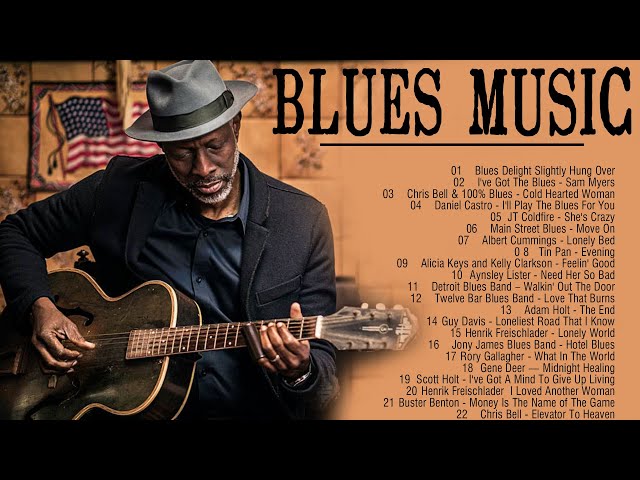 BLUES MUSIC
01 Blues Delight Slightly Hung Over
02 I've Got The Blues - Sam Myers
03 Chris Bell & 100% Blues - Cold Hearted Woman
04 Daniel Castro - I'll Play The Blues For You
05 JT Coldfire - She's Crazy
06 Main Street Blues - Move On
07 Albert Cummings - Lonely Bed
0 8 Tin Pan - Evening
09 Alicia Keys and Kelly Clarkson - Feelin' Good
10 Aynsley Lister - Need Her So Bad
11 Detroit Blues Band – Walkin' Out The Door
12 Twelve Bar Blues Band - Love That Burns
13 Adam Holt - The End
14 Guy Davis - Loneliest Road That I Know
15 Henrik Freischlader - Lonely World
16 Jony James Blues Band - Hotel Blues
17 Rory Gallagher - What In The World
18 Gene Deer — Midnight Healing
19 Scott Holt - I've Got A Mind To Give Up Living
20 Henrik Freischlader I Loved Another Woman
21 Buster Benton - Money Is The Name of The Game
22 Chris Bell - Elevator To Heaven